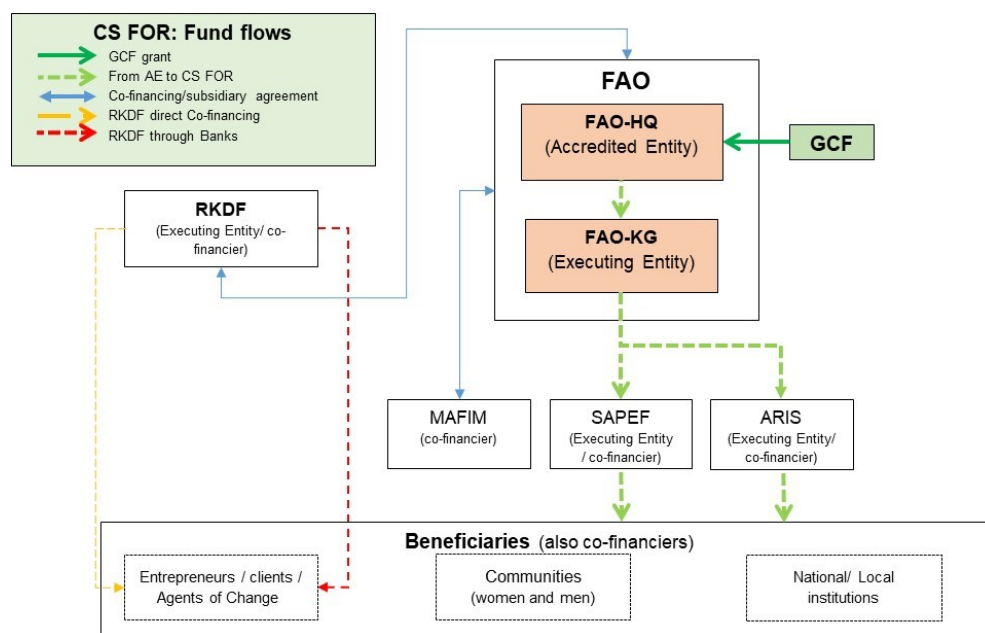 CS FOR: Fund flows
GCF grant
From AE to CS FOR
Co-financing/subsidiary agreement
RKDF direct Co-financing
RKDF through Banks
FAO
FAO-HQ
(Accredited Entity)
GCF
RKDF
(Executing Entity/ co-
financier)
FAO-KG
(Executing Entity)
MAFIM
(co-financier)
SAPEF
(Executing Entity
/ co-financier)
ARIS
(Executing Entity/
co-financier)
Beneficiaries (also co-financiers)
Entrepreneurs / clients /
Agents of Change
Communities
(women and men)
National/ Local
institutions